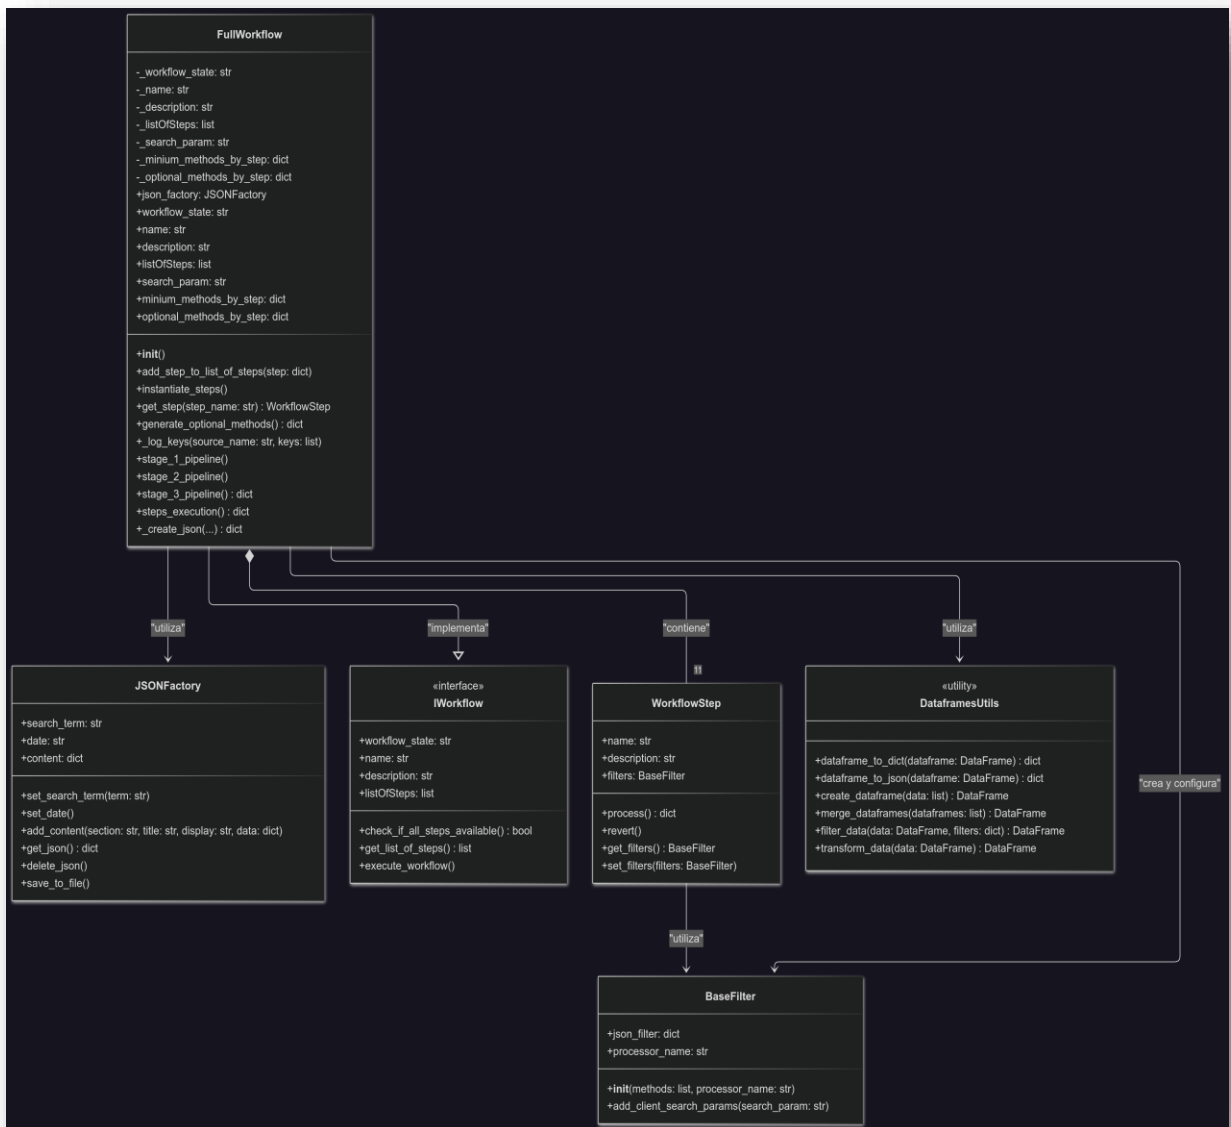 FullWorkflow
-_workflow_state: str
-_name: str
-_description: str
-_listOfSteps: list
-_search_param: str
-_minium_methods_by_step: dict
-_optional_methods_by_step: dict
+json_factory: JSONFactory
+workflow_state: str
+name: str
+description: str
+listOfSteps: list
+search_param: str
+minium_methods_by_step: dict
+optional_methods_by_step: dict
+init()
+add_step_to_list_of_steps(step: dict)
+instantiate_steps()
+get_step(step_name: str) : WorkflowStep
+generate_optional_methods() : dict
+_log_keys(source_name: str, keys: list)
+stage_1_pipeline()
+stage_2_pipeline()
+stage_3_pipeline() : dict
+steps_execution() : dict
+_create_json(...) : dict
"utiliza"
"implementa"
"contiene"
"utiliza"
11
JSONFactory
+search_term: str
+date: str
+content: dict
+set_search_term(term: str)
+set_date()
+add_content(section: str, title: str, display: str, data: dict)
+get_json() : dict
+delete_json()
+save_to_file()
«interface»
IWorkflow
+workflow_state: str
+name: str
+description: str
+listOfSteps: list
+check_if_all_steps_available() : bool
+get_list_of_steps() : list
+execute_workflow()
WorkflowStep
+name: str
+description: str
+filters: BaseFilter
+process() : dict
+revert()
+get_filters() : BaseFilter
+set_filters(filters: BaseFilter)
«utility»
DataframesUtils
+dataframe_to_dict(dataframe: DataFrame) : dict
+dataframe_to_json(dataframe: DataFrame) : dict
+create_dataframe(data: list) : DataFrame
+merge_dataframes(dataframes: list) : DataFrame
+filter_data(data: DataFrame, filters: dict) : DataFrame
+transform_data(data: DataFrame) : DataFrame
"crea y configura"
"utiliza"
BaseFilter
+json_filter: dict
+processor_name: str
+init(methods: list, processor_name: str)
+add_client_search_params(search_param: str)